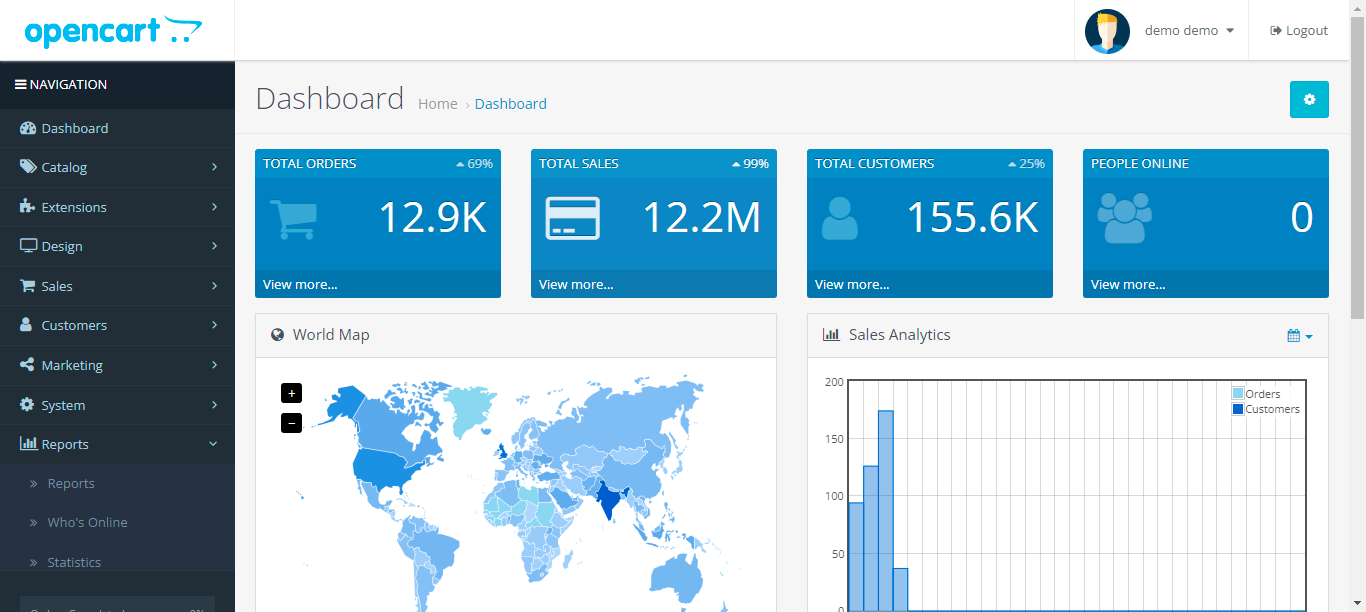 opencart
demo demo
Logout
NAVIGATION
Dashboard
Catalog
Extensions
Design
Sales
Customers
Marketing
System
Reports
Reports
Who's Online
Statistics
Dashboard
Home › Dashboard
TOTAL ORDERS 69%
12.9K
View more...
TOTAL SALES 99%
12.2M
View more...
TOTAL CUSTOMERS 25%
155.6K
View more...
PEOPLE ONLINE
0
View more...
World Map
+
−
Sales Analytics
200
150
100
50
0
Orders
Customers